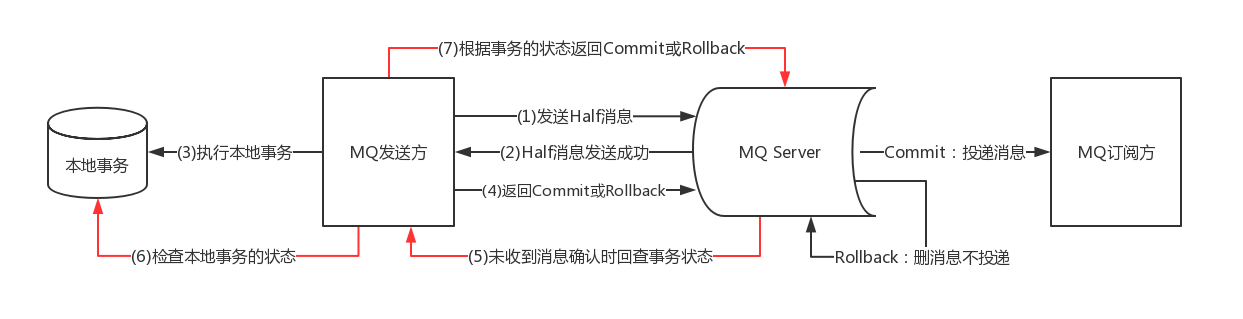 (7)根据事务的状态返回Commit或Rollback
(1)发送Half消息
本地事务
(3)执行本地事务
MQ发送方
(2)Half消息发送成功
MQ Server
Commit：投递消息
MQ订阅方
(4)返回Commit或Rollback
(6)检查本地事务的状态
(5)未收到消息确认时回查事务状态
Rollback：删消息不投递